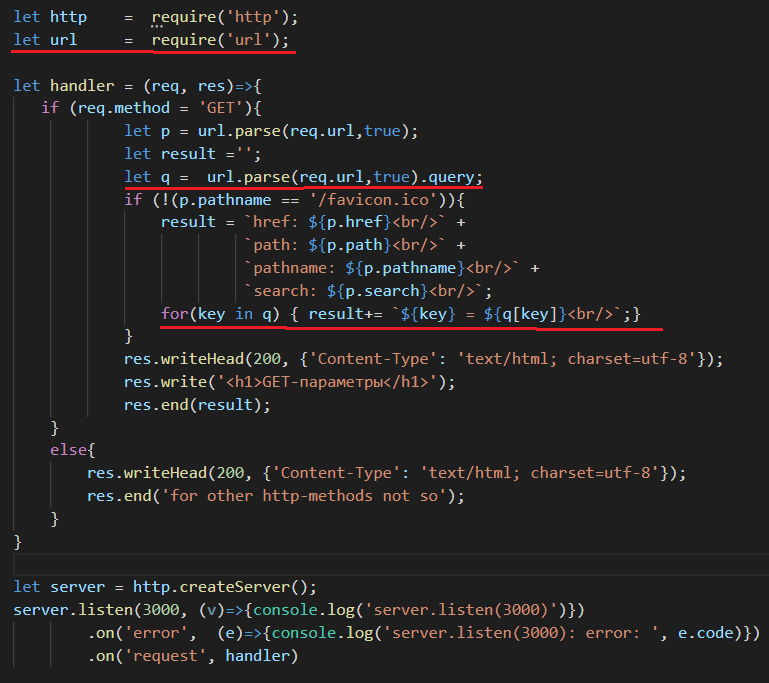 let http    =  require('http');
let url     =  require('url');
let handler = (req, res)=>{
   if (req.method = 'GET'){
            let p = url.parse(req.url,true);
            let result ='';
            let q =  url.parse(req.url,true).query;
            if (!(p.pathname == '/favicon.ico')){
                result = `href: ${p.href}<br/>` +
                         `path: ${p.path}<br/>` +
                         `pathname: ${p.pathname}<br/>` +
                         `search: ${p.search}<br/>`;
                for(key in q) { result+= `${key} = ${q[key]}<br/>`;}
            }
            res.writeHead(200, {'Content-Type': 'text/html; charset=utf-8'});
            res.write('<h1>GET-параметры</h1>');
            res.end(result);
    }
    else{
        res.writeHead(200, {'Content-Type': 'text/html; charset=utf-8'});
        res.end('for other http-methods not so');
    }
}
let server = http.createServer();
server.listen(3000, (v)=>{console.log('server.listen(3000)')})
        .on('error',  (e)=>{console.log('server.listen(3000): error: ', e.code)})
        .on('request', handler)